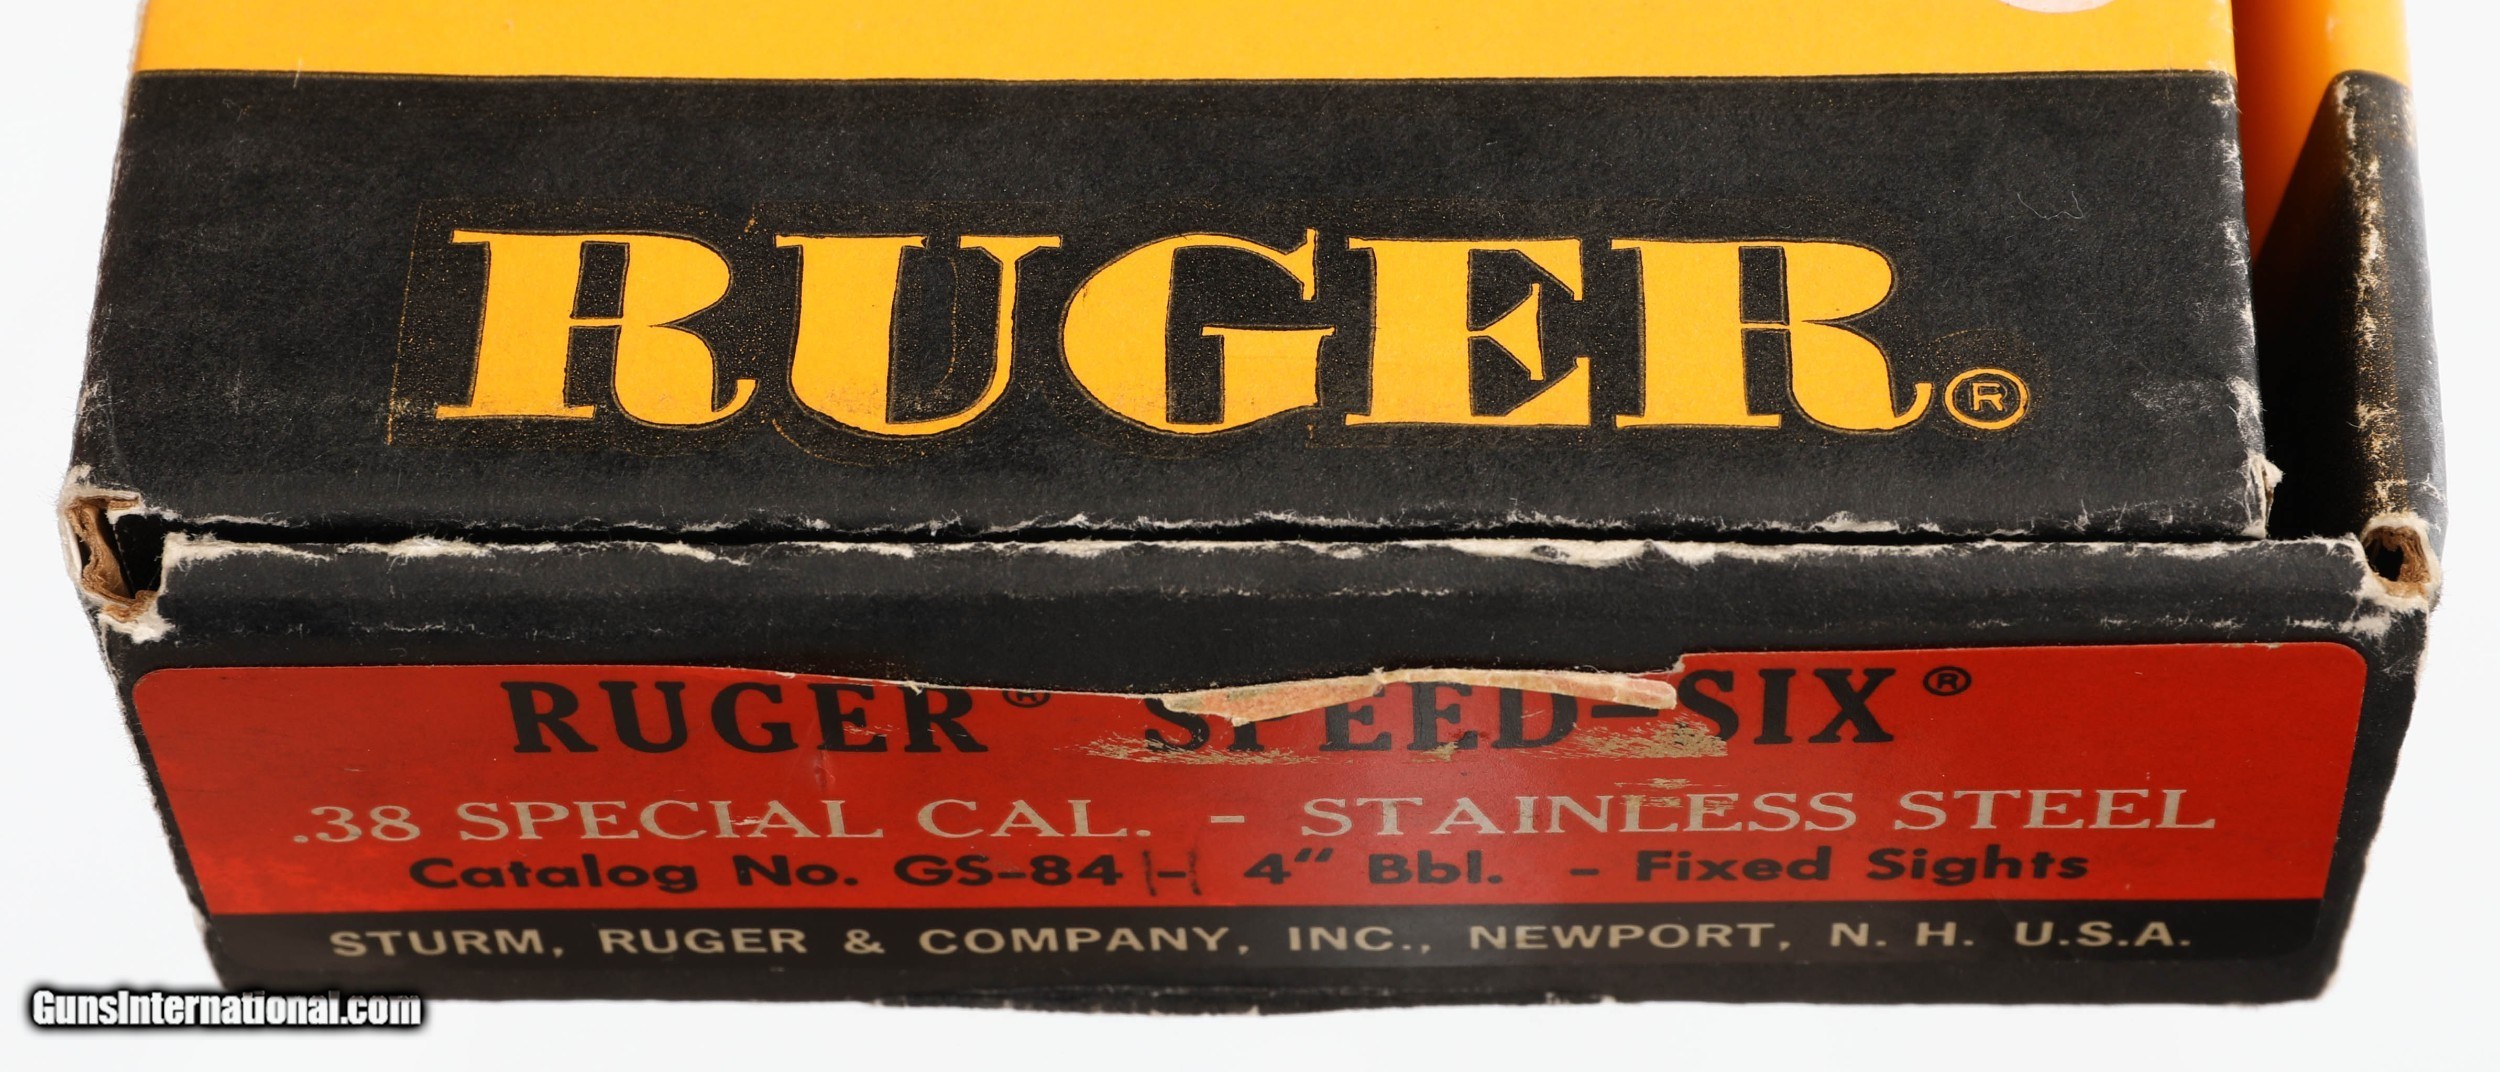 RUGER®
RUGER® SPEED-SIX®
.38 SPECIAL CAL. - STAINLESS STEEL
Catalog No. GS-84 H 4" Bbl. - Fixed Sights
STURM, RUGER & COMPANY, INC., NEWPORT, N. H. U.S.A.
GunsInternational.com